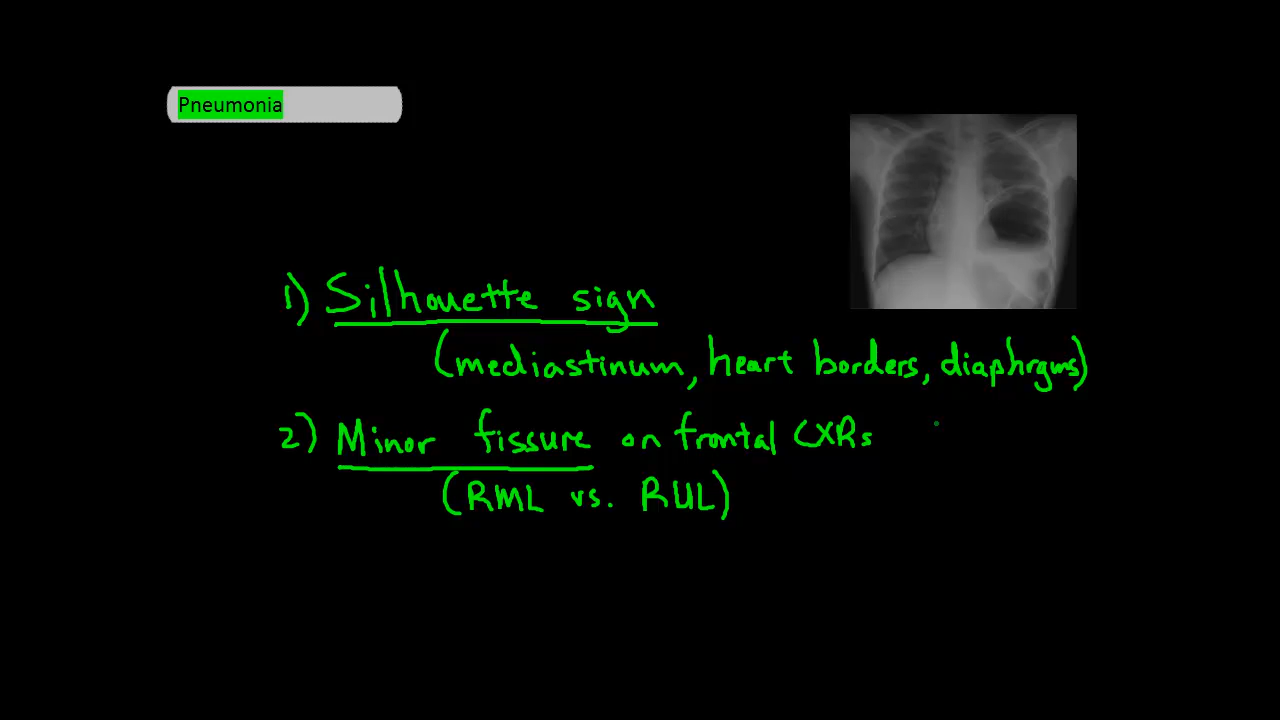 Pneumonia
1) Silhouette sign
(mediastinum, heart borders, diaphrgms)
2) Minor fissure on frontal CXRs
(RML vs. RUL)